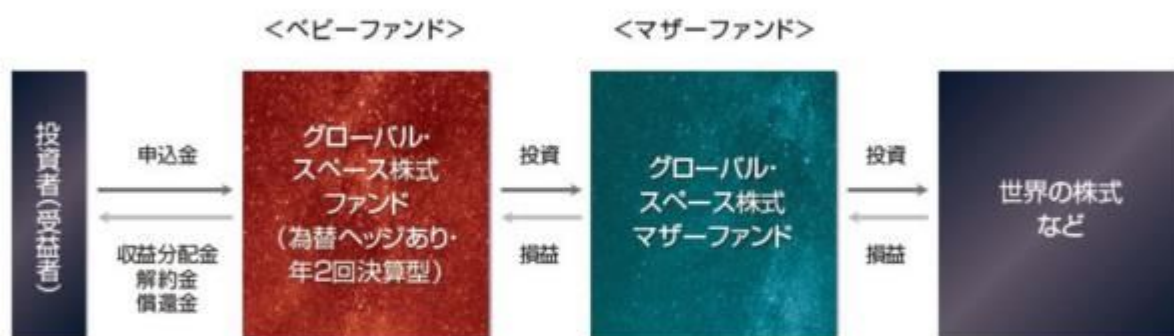 <ベビーファンド>
<マザーファンド>
投資者(受益者)
申込金
収益分配金
解約金
償還金
グローバル・
スペース株式
ファンド
(為替ヘッジあり・
年2回決算型)
投資
損益
グローバル・
スペース株式
マザーファンド
投資
損益
世界の株式
など